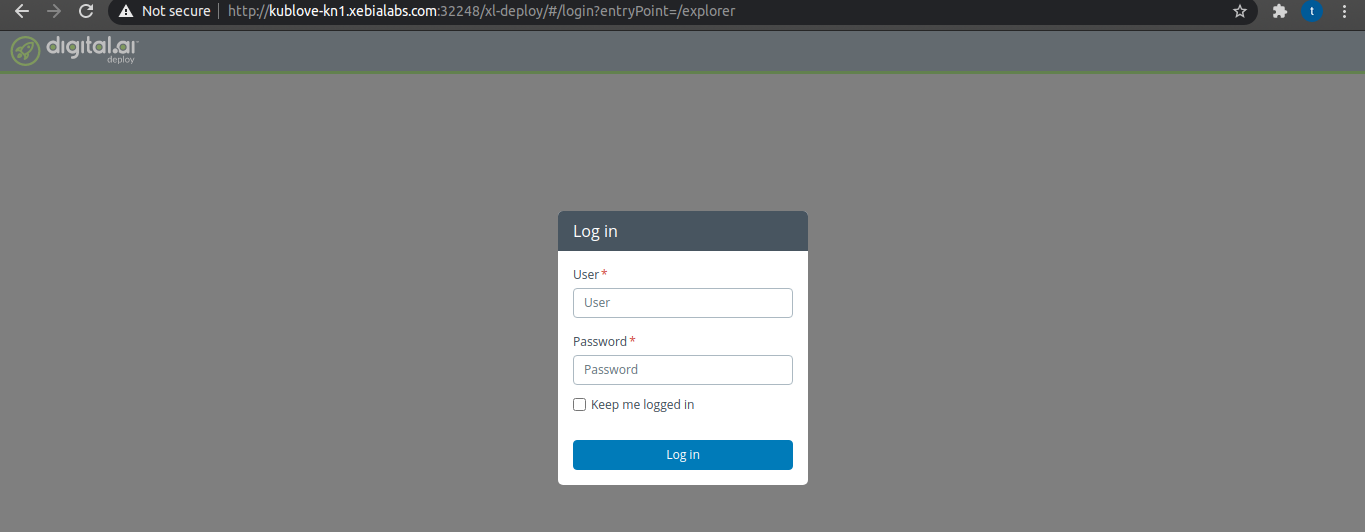 Not secure http://kublove-kn1.xebialabs.com:32248/xl-deploy/#/login?entryPoint=/explorer t
digital.ai
deploy
Log in
User *
User
Password *
Password
Keep me logged in
Log in